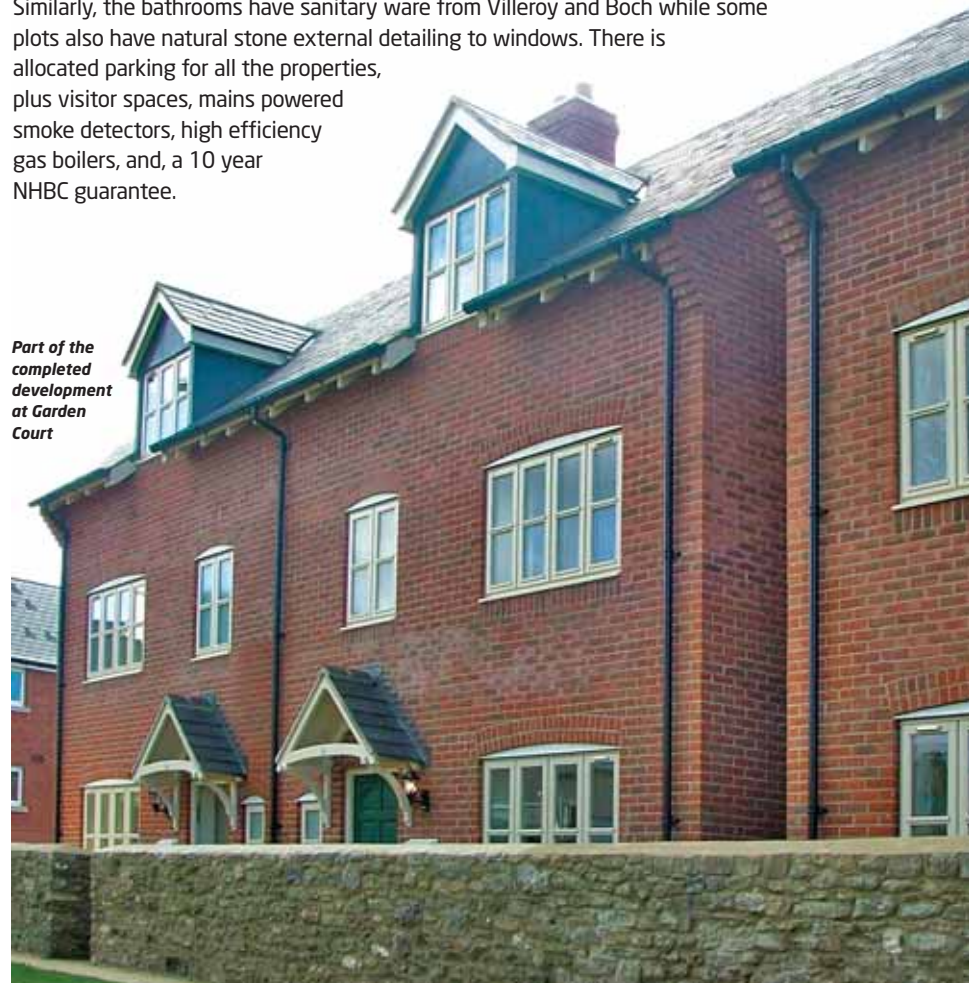 Similarly, the bathrooms have sanitary ware from Villeroy and Boch while some
plots also have natural stone external detailing to windows. There is
allocated parking for all the properties,
plus visitor spaces, mains powered
smoke detectors, high efficiency
gas boilers, and, a 10 year
NHBC guarantee.
Part of the
completed
development
at Garden
Court